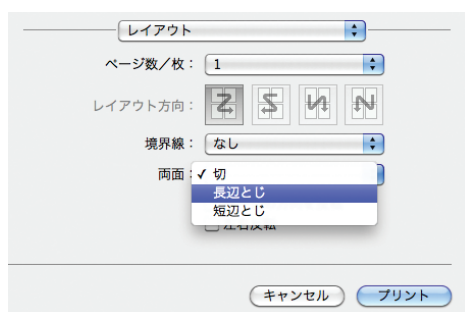 レイアウト
ページ数／枚： 1
レイアウト方向：
境界線： なし
両面： ✓ 切
長辺とじ
短辺とじ
左右反転
キャンセル プリント